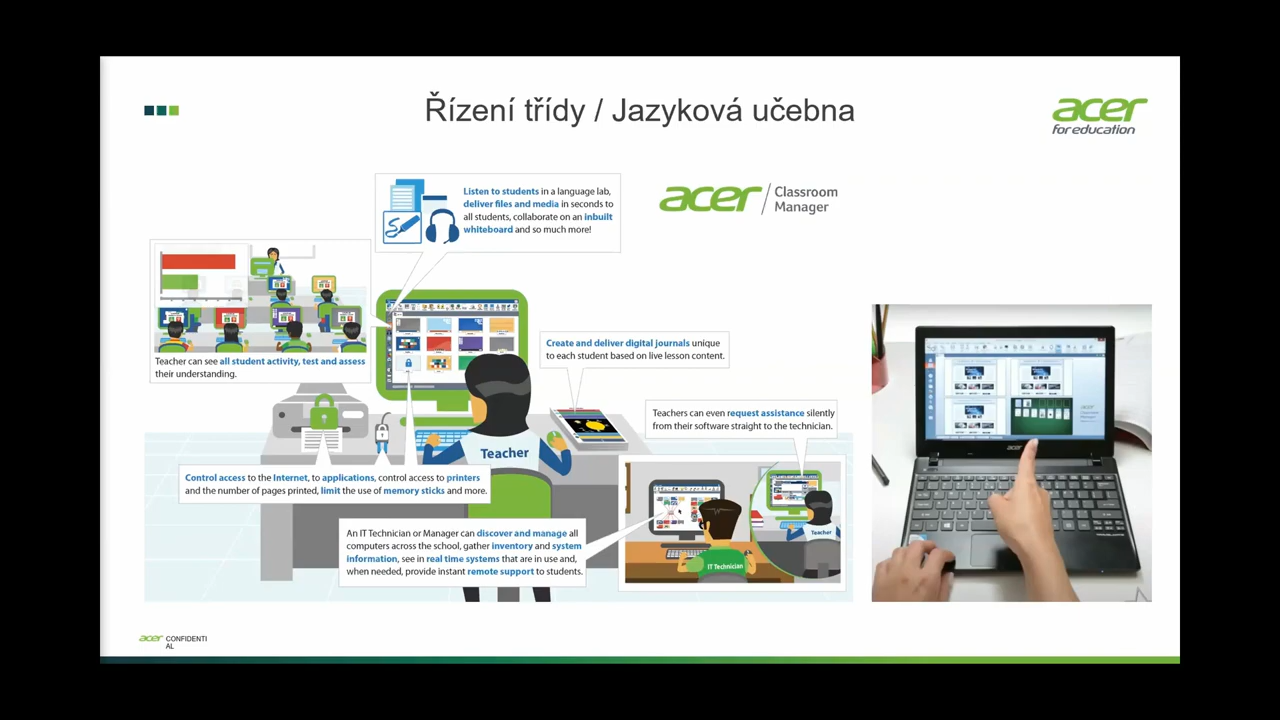 Řízení třídy / Jazyková učebna
acer
for education
Listen to students in a language lab,
deliver files and media in seconds to
all students, collaborate on an inbuilt
whiteboard and so much more!
acer
Classroom
Manager
Teacher can see all student activity, test and assess
their understanding.
Create and deliver digital journals unique
to each student based on live lesson content.
Teachers can even request assistance silently
from their software straight to the technician.
Teacher
Control access to the Internet, to applications, control access to printers
and the number of pages printed, limit the use of memory sticks and more.
An IT Technician or Manager can discover and manage all
computers across the school, gather inventory and system
information, see in real time systems that are in use and,
when needed, provide instant remote support to students.
Teacher
IT Technician
acer
acer CONFIDENTI
AL